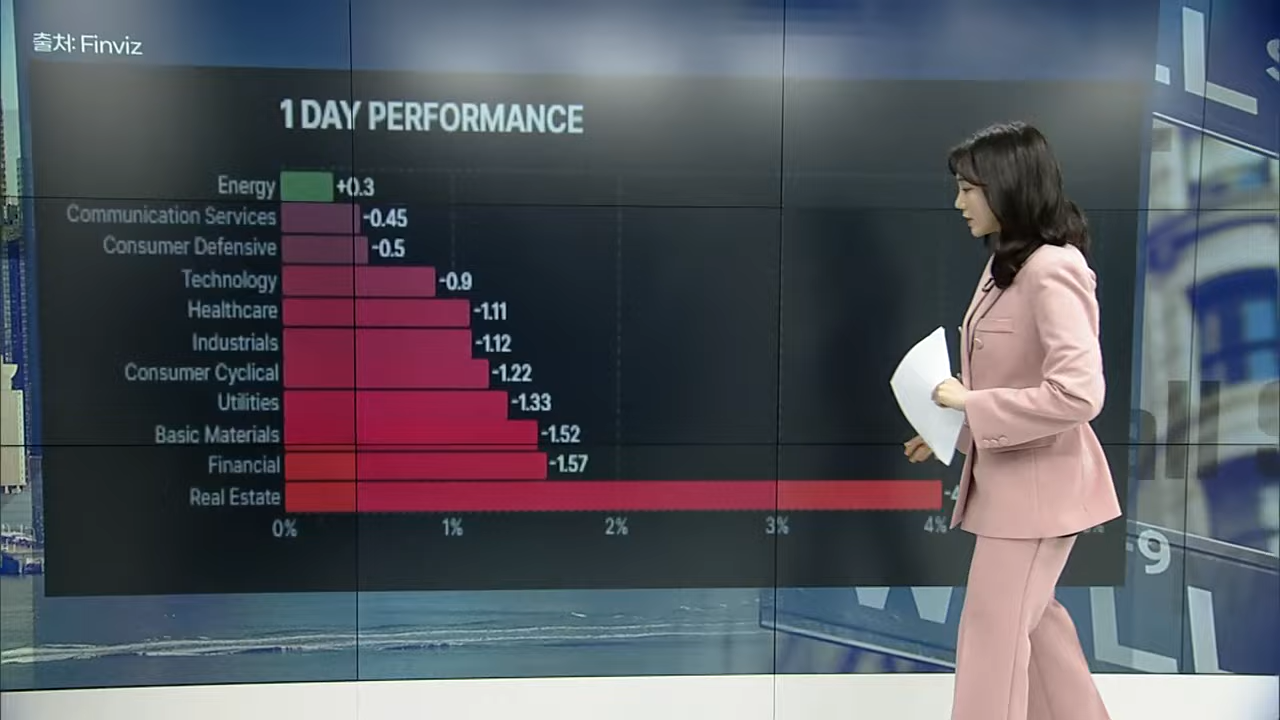 출처: Finviz
1 DAY PERFORMANCE
Energy +0.3
Communication Services -0.45
Consumer Defensive -0.5
Technology -0.9
Healthcare -1.11
Industrials -1.12
Consumer Cyclical -1.22
Utilities -1.33
Basic Materials -1.52
Financial -1.57
Real Estate
0% 1% 2% 3% 4%